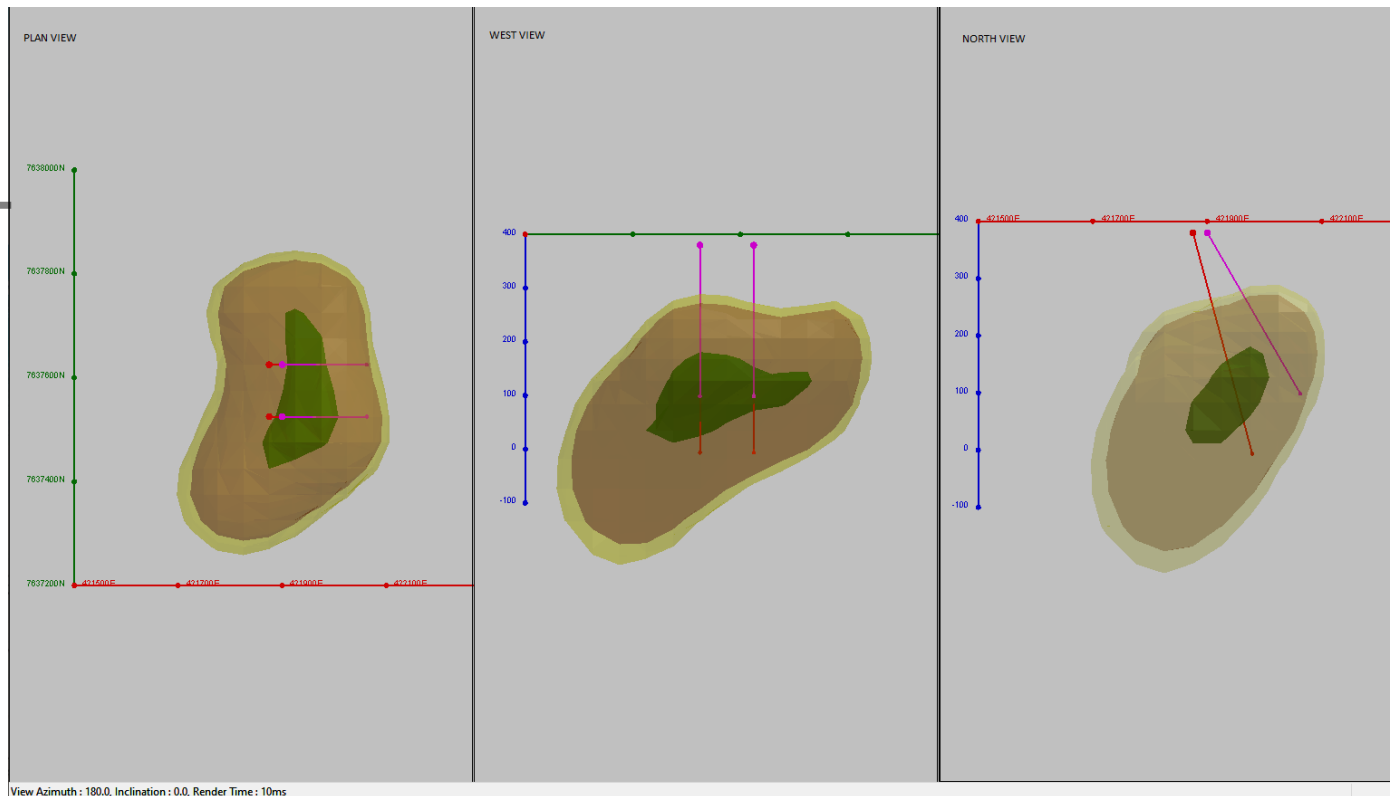 PLAN VIEW
7638000N
7637800N
7637600N
7637400N
7637200N
421500E
421700E
421900E
422100E
WEST VIEW
400
300
200
100
0
-100
NORTH VIEW
400
421500E
421700E
421900E
422100E
300
200
100
0
-100
View Azimuth : 180.0, Inclination : 0.0, Render Time : 10ms